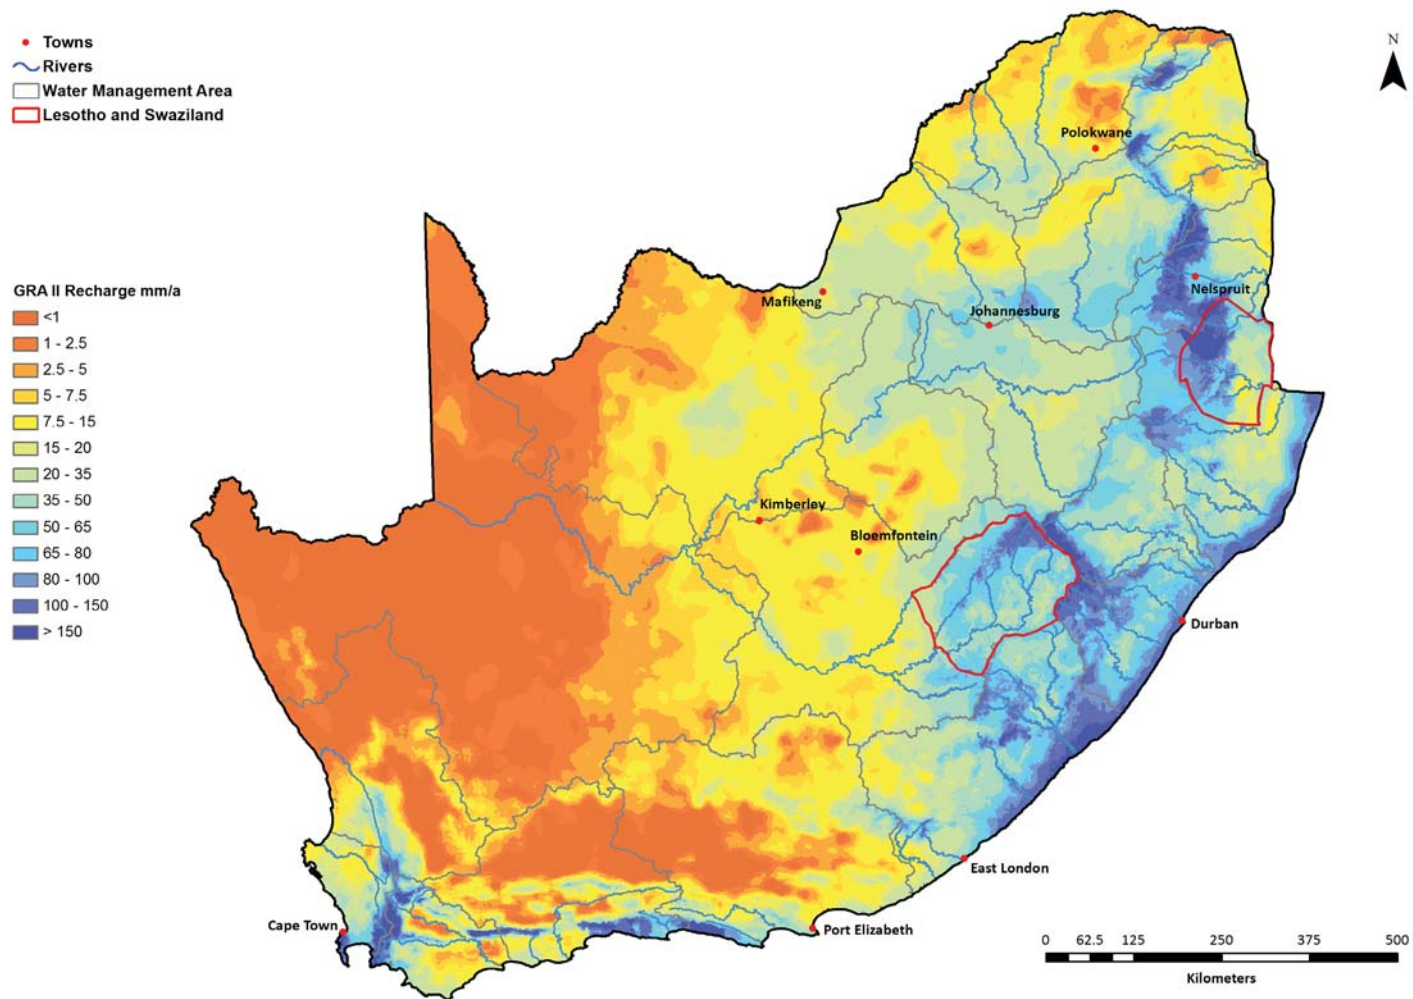 Towns
Rivers
Water Management Area
Lesotho and Swaziland
N
GRA II Recharge mm/a
<1
1 - 2.5
2.5 - 5
5 - 7.5
7.5 - 15
15 - 20
20 - 35
35 - 50
50 - 65
65 - 80
80 - 100
100 - 150
> 150
Polokwane
Nelspruit
Mafikeng
Johannesburg
Kimberley
Bloemfontein
Durban
East London
Cape Town
Port Elizabeth
0 62.5 125 250 375 500
Kilometers